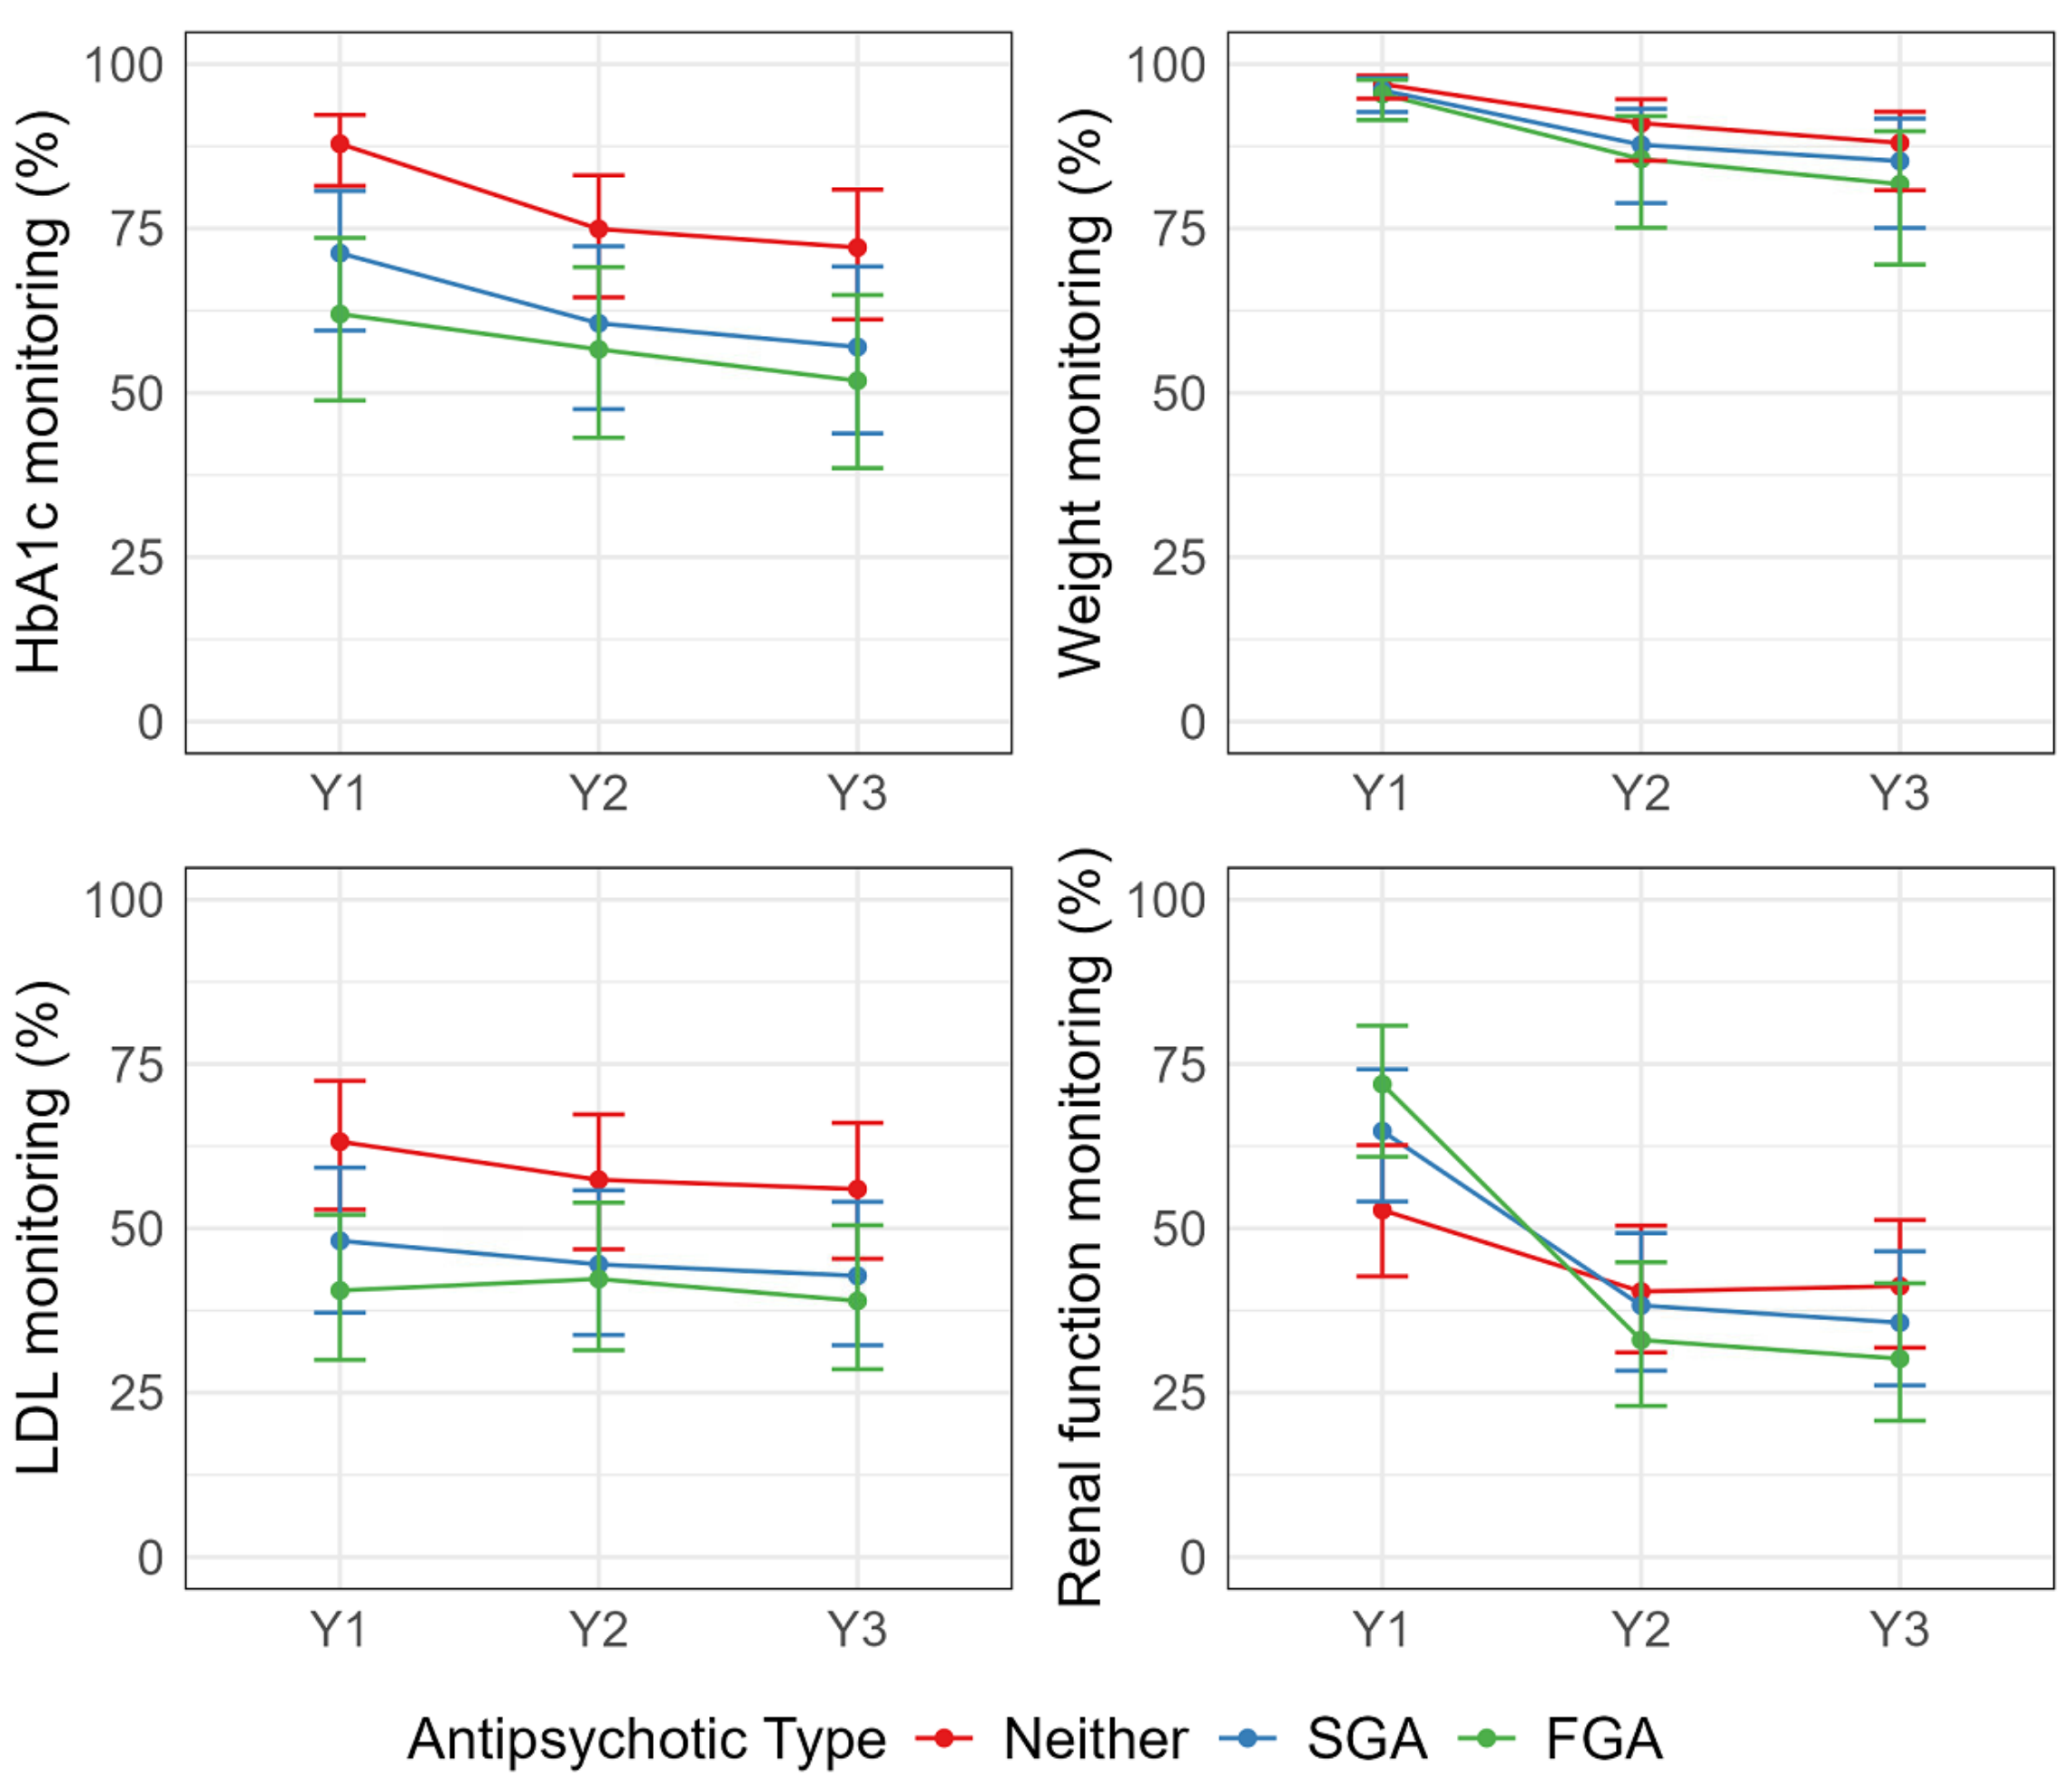 HbA1c monitoring (%)
100
75
50
25
0
Y1 Y2 Y3
Weight monitoring (%)
100
75
50
25
0
Y1 Y2 Y3
LDL monitoring (%)
100
75
50
25
0
Y1 Y2 Y3
Renal function monitoring (%)
100
75
50
25
0
Y1 Y2 Y3
Antipsychotic Type Neither SGA FGA